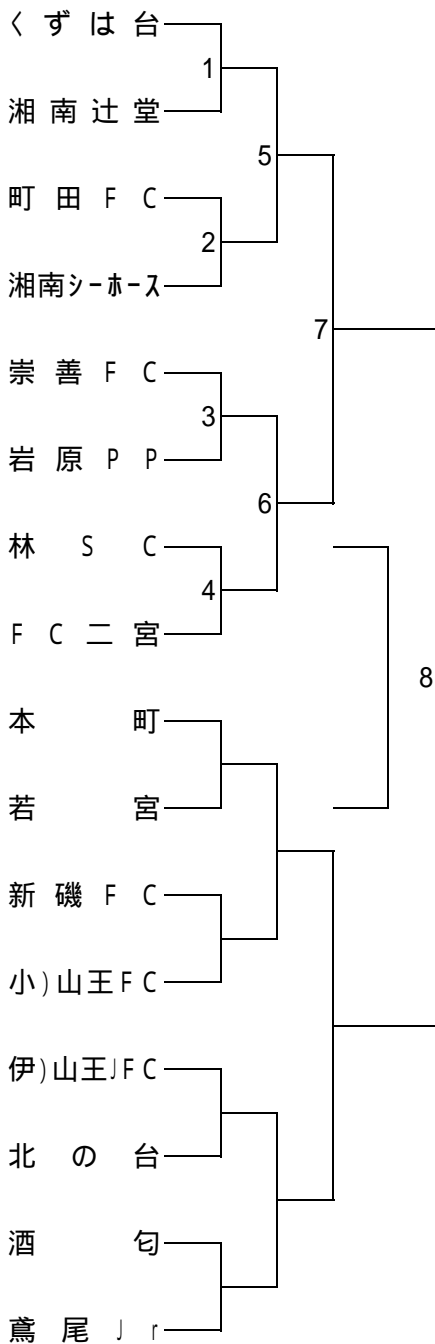 くずは台
1
湘南辻堂
5
町田FC
2
湘南シーホース
7
崇善FC
3
岩原PP
6
林SC
4
FC二宮
8
本町
若宮
新磯FC
小)山王FC
伊)山王JFC
北の台
酒匂
鳶尾Jr